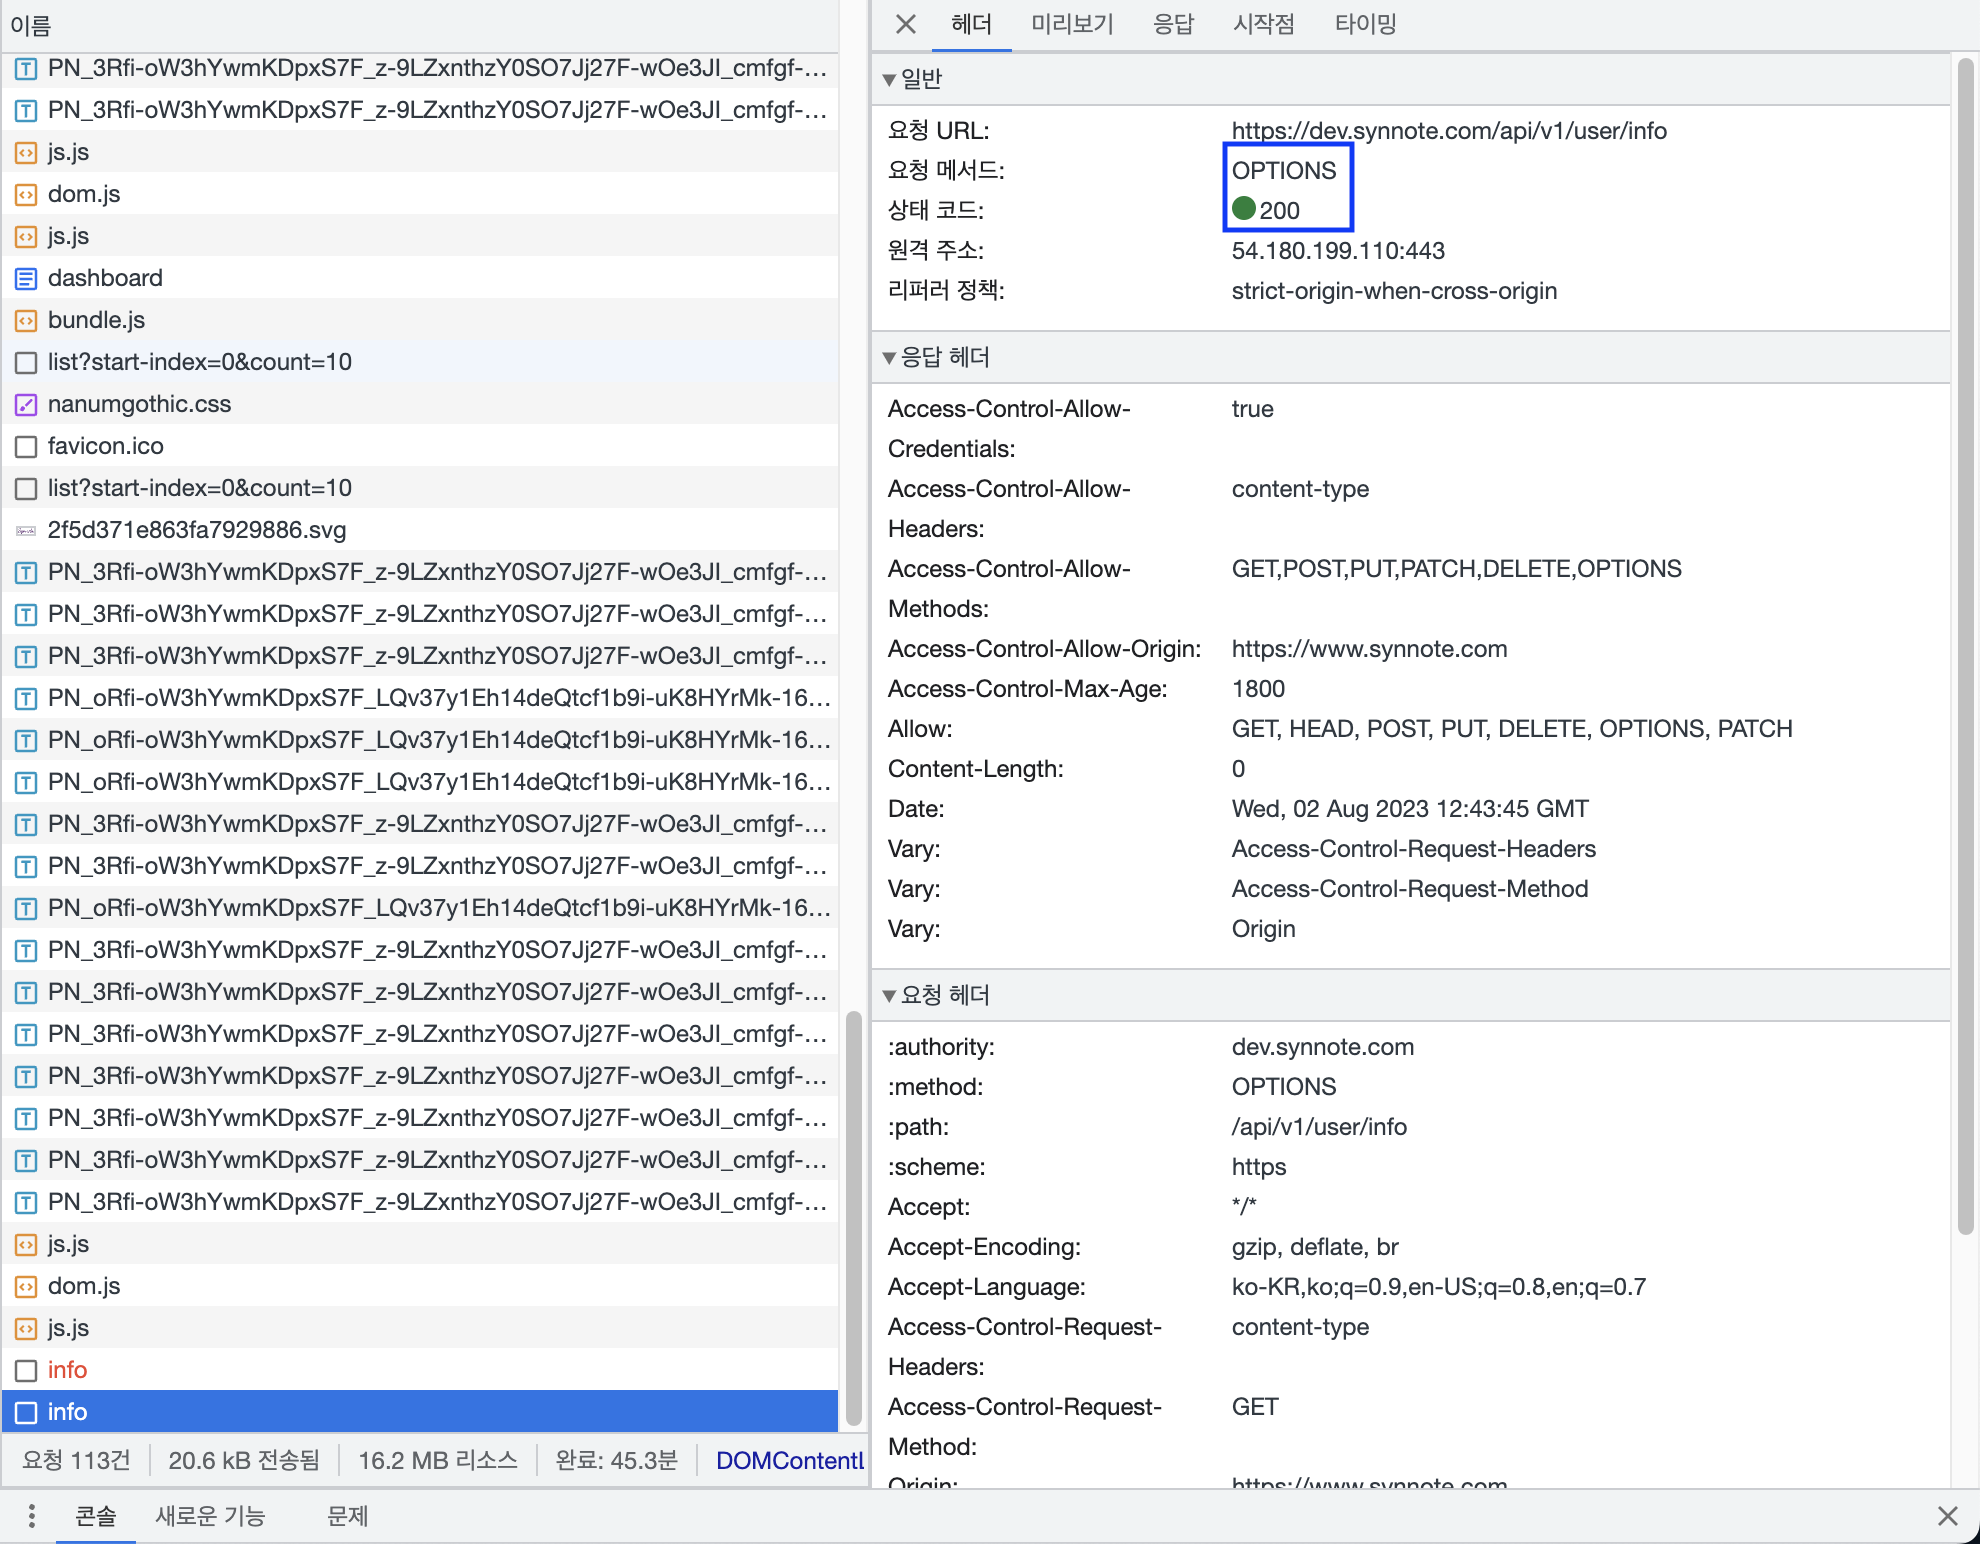 이름
PN_3Rfi-oW3hYwmKDpxS7F_z-9LZxnthzY0SO7Jj27F-wOe3JI_cmfgf-...
PN_3Rfi-oW3hYwmKDpxS7F_z-9LZxnthzY0SO7Jj27F-wOe3JI_cmfgf-...
js.js
dom.js
js.js
dashboard
bundle.js
list?start-index=0&count=10
nanumgothic.css
favicon.ico
list?start-index=0&count=10
2f5d371e863fa7929886.svg
PN_3Rfi-oW3hYwmKDpxS7F_z-9LZxnthzY0SO7Jj27F-wOe3JI_cmfgf-...
PN_3Rfi-oW3hYwmKDpxS7F_z-9LZxnthzY0SO7Jj27F-wOe3JI_cmfgf-...
PN_3Rfi-oW3hYwmKDpxS7F_z-9LZxnthzY0SO7Jj27F-wOe3JI_cmfgf-...
PN_oRfi-oW3hYwmKDpxS7F_LQv37y1Eh14deQtcf1b9i-uK8HYrMk-16...
PN_oRfi-oW3hYwmKDpxS7F_LQv37y1Eh14deQtcf1b9i-uK8HYrMk-16...
PN_oRfi-oW3hYwmKDpxS7F_LQv37y1Eh14deQtcf1b9i-uK8HYrMk-16...
PN_3Rfi-oW3hYwmKDpxS7F_z-9LZxnthzY0SO7Jj27F-wOe3JI_cmfgf-...
PN_3Rfi-oW3hYwmKDpxS7F_z-9LZxnthzY0SO7Jj27F-wOe3JI_cmfgf-...
PN_oRfi-oW3hYwmKDpxS7F_LQv37y1Eh14deQtcf1b9i-uK8HYrMk-16...
PN_3Rfi-oW3hYwmKDpxS7F_z-9LZxnthzY0SO7Jj27F-wOe3JI_cmfgf-...
PN_3Rfi-oW3hYwmKDpxS7F_z-9LZxnthzY0SO7Jj27F-wOe3JI_cmfgf-...
PN_3Rfi-oW3hYwmKDpxS7F_z-9LZxnthzY0SO7Jj27F-wOe3JI_cmfgf-...
PN_3Rfi-oW3hYwmKDpxS7F_z-9LZxnthzY0SO7Jj27F-wOe3JI_cmfgf-...
PN_3Rfi-oW3hYwmKDpxS7F_z-9LZxnthzY0SO7Jj27F-wOe3JI_cmfgf-...
PN_3Rfi-oW3hYwmKDpxS7F_z-9LZxnthzY0SO7Jj27F-wOe3JI_cmfgf-...
PN_3Rfi-oW3hYwmKDpxS7F_z-9LZxnthzY0SO7Jj27F-wOe3JI_cmfgf-...
js.js
dom.js
js.js
info
info
요청 113건 20.6 kB 전송됨 16.2 MB 리소스 완료: 45.3분 DOMContentL
헤더 미리보기 응답 시작점 타이밍
일반
요청 URL: https://dev.synnote.com/api/v1/user/info
요청 메서드: OPTIONS
상태 코드: 200
원격 주소: 54.180.199.110:443
리퍼러 정책: strict-origin-when-cross-origin
응답 헤더
Access-Control-Allow- true
Credentials:
Access-Control-Allow- content-type
Headers:
Access-Control-Allow- GET,POST,PUT,PATCH,DELETE,OPTIONS
Methods:
Access-Control-Allow-Origin: https://www.synnote.com
Access-Control-Max-Age: 1800
Allow: GET, HEAD, POST, PUT, DELETE, OPTIONS, PATCH
Content-Length: 0
Date: Wed, 02 Aug 2023 12:43:45 GMT
Vary: Access-Control-Request-Headers
Vary: Access-Control-Request-Method
Vary: Origin
요청 헤더
:authority: dev.synnote.com
:method: OPTIONS
:path: /api/v1/user/info
:scheme: https
Accept: */*
Accept-Encoding: gzip, deflate, br
Accept-Language: ko-KR,ko;q=0.9,en-US;q=0.8,en;q=0.7
Access-Control-Request- content-type
Headers:
Access-Control-Request- GET
Method:
Origin: https://www.synnote.com
콘솔 새로운 기능 문제